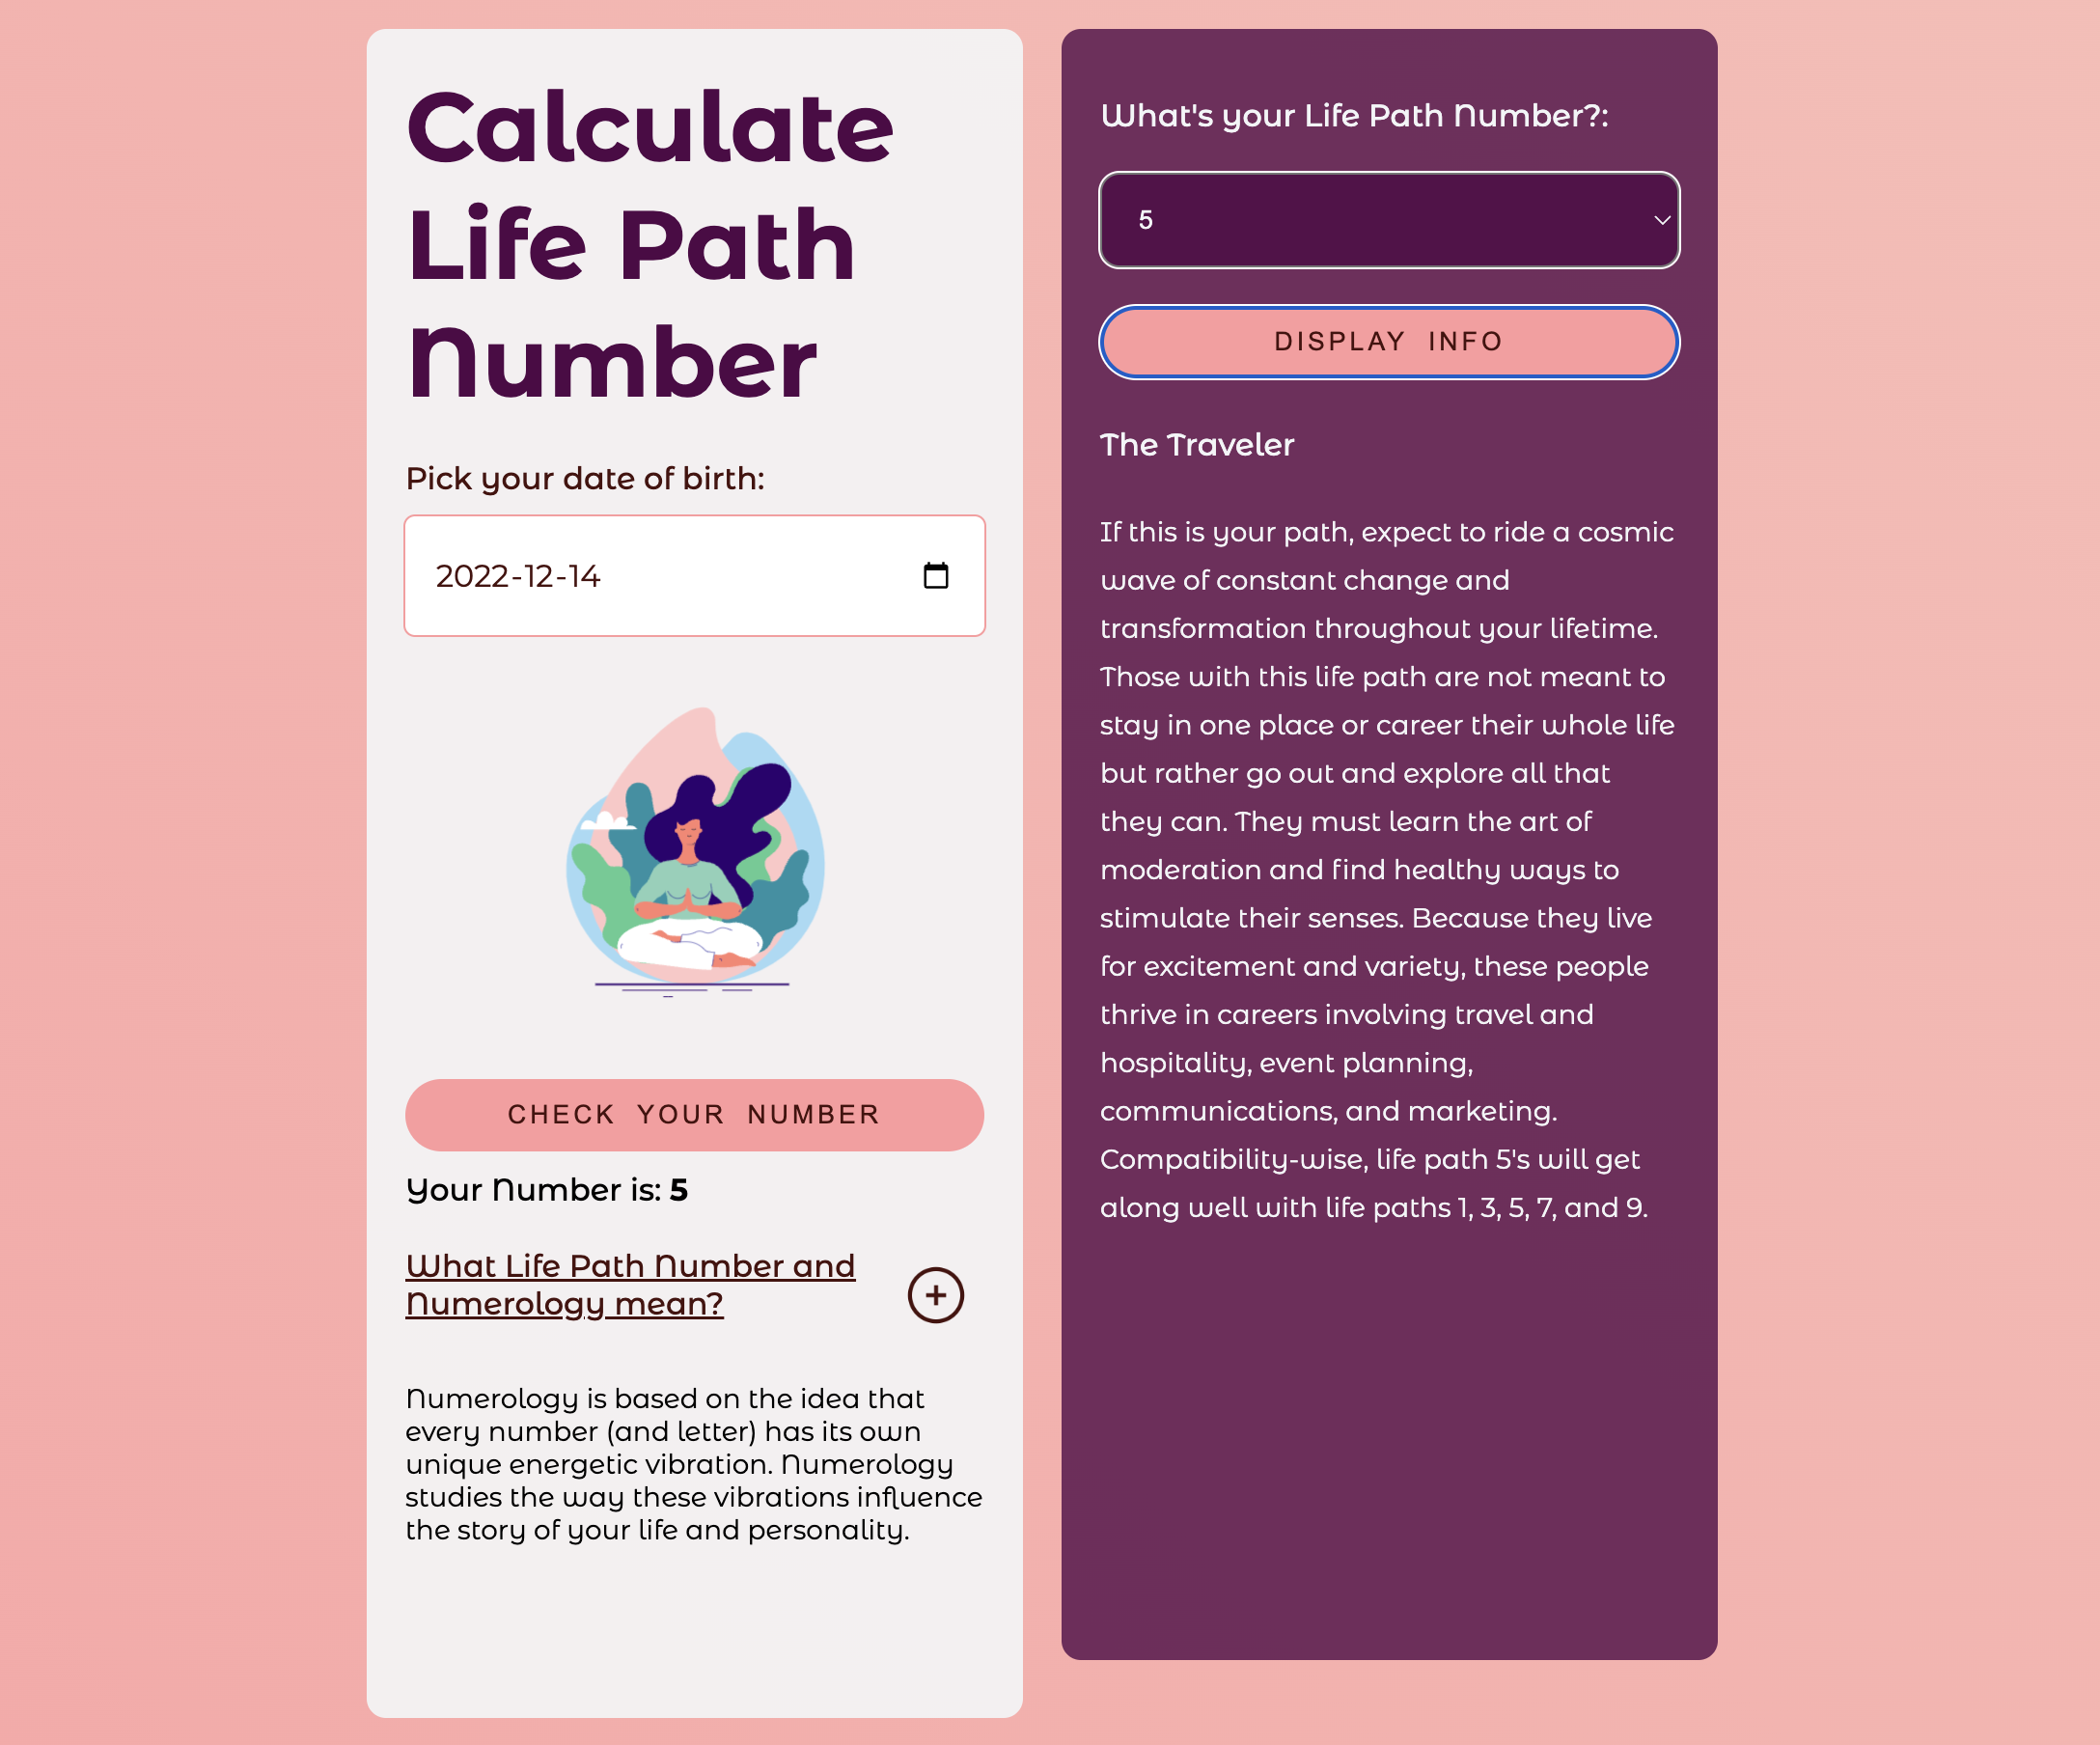 Calculate
Life Path
Number
Pick your date of birth:
2022-12-14
CHECK YOUR NUMBER
Your Number is: 5
What Life Path Number and
Numerology mean?
+
Numerology is based on the idea that
every number (and letter) has its own
unique energetic vibration. Numerology
studies the way these vibrations influence
the story of your life and personality.
What's your Life Path Number?:
5
DISPLAY INFO
The Traveler
If this is your path, expect to ride a cosmic
wave of constant change and
transformation throughout your lifetime.
Those with this life path are not meant to
stay in one place or career their whole life
but rather go out and explore all that
they can. They must learn the art of
moderation and find healthy ways to
stimulate their senses. Because they live
for excitement and variety, these people
thrive in careers involving travel and
hospitality, event planning,
communications, and marketing.
Compatibility-wise, life path 5's will get
along well with life paths 1, 3, 5, 7, and 9.